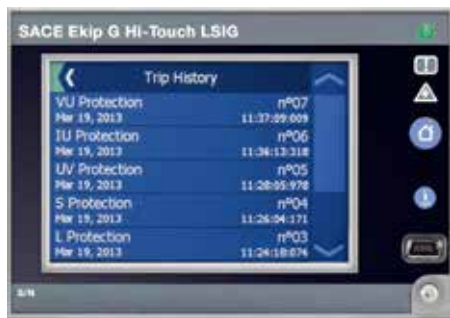 SACE Ekip G Hi-Touch LSIG
Trip History
VU Protection nº07
Mar 19, 2013 11:37:09:009
IU Protection nº06
Mar 19, 2013 11:36:13:318
UV Protection nº05
Mar 19, 2013 11:28:05:978
S Protection nº04
Mar 19, 2013 11:26:04:171
L Protection nº03
Mar 19, 2013 11:24:18:074
S/N